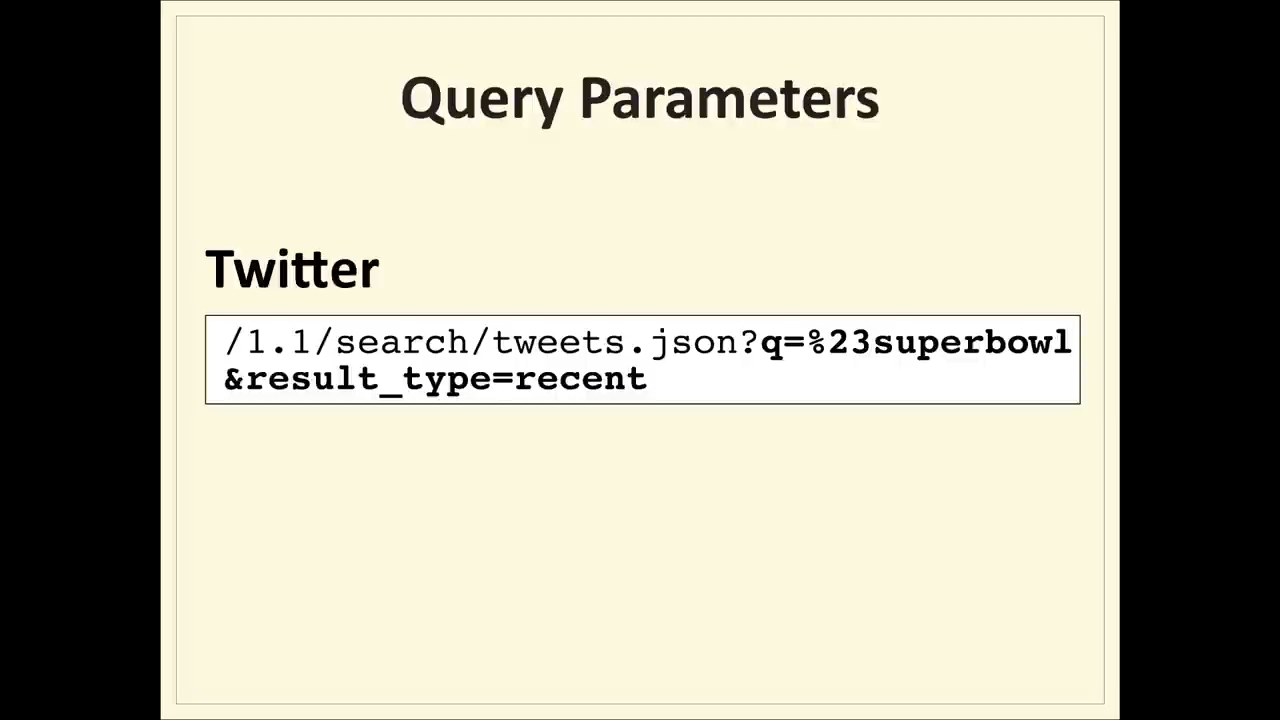 Query Parameters
Twitter
/1.1/search/tweets.json?q=%23superbowl
&result_type=recent